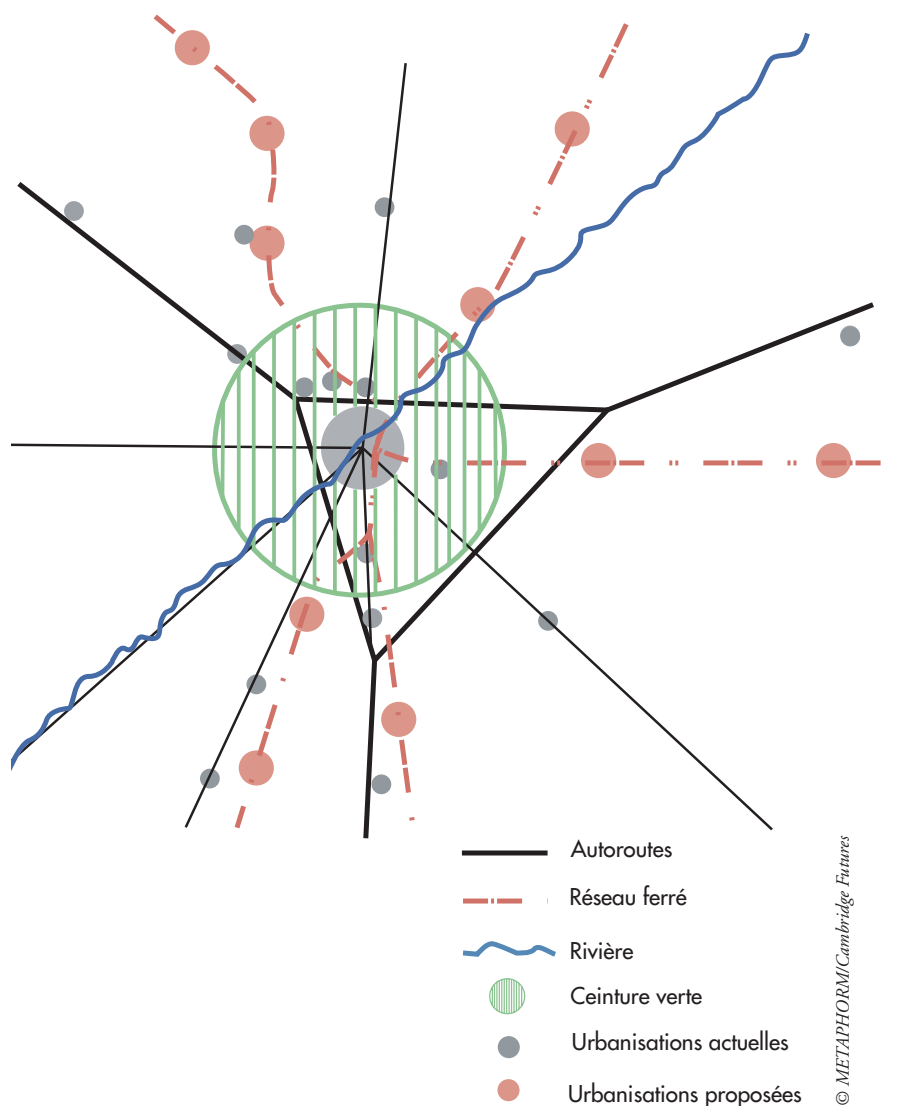 Autoroutes
Réseau ferré
Rivière
Ceinture verte
Urbanisations actuelles
Urbanisations proposées
© METAPHORM/Cambridge Futures